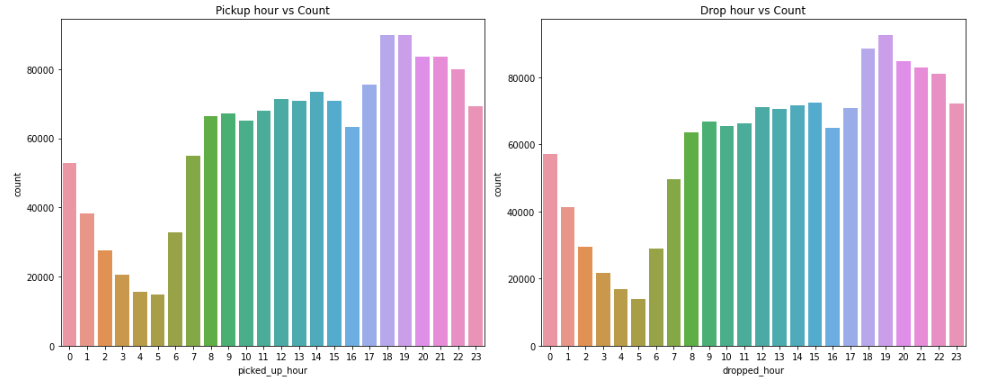 Pickup hour vs Count
count
80000
60000
40000
20000
0
0 1 2 3 4 5 6 7 8 9 10 11 12 13 14 15 16 17 18 19 20 21 22 23
picked_up_hour
Drop hour vs Count
count
80000
60000
40000
20000
0
0 1 2 3 4 5 6 7 8 9 10 11 12 13 14 15 16 17 18 19 20 21 22 23
dropped_hour